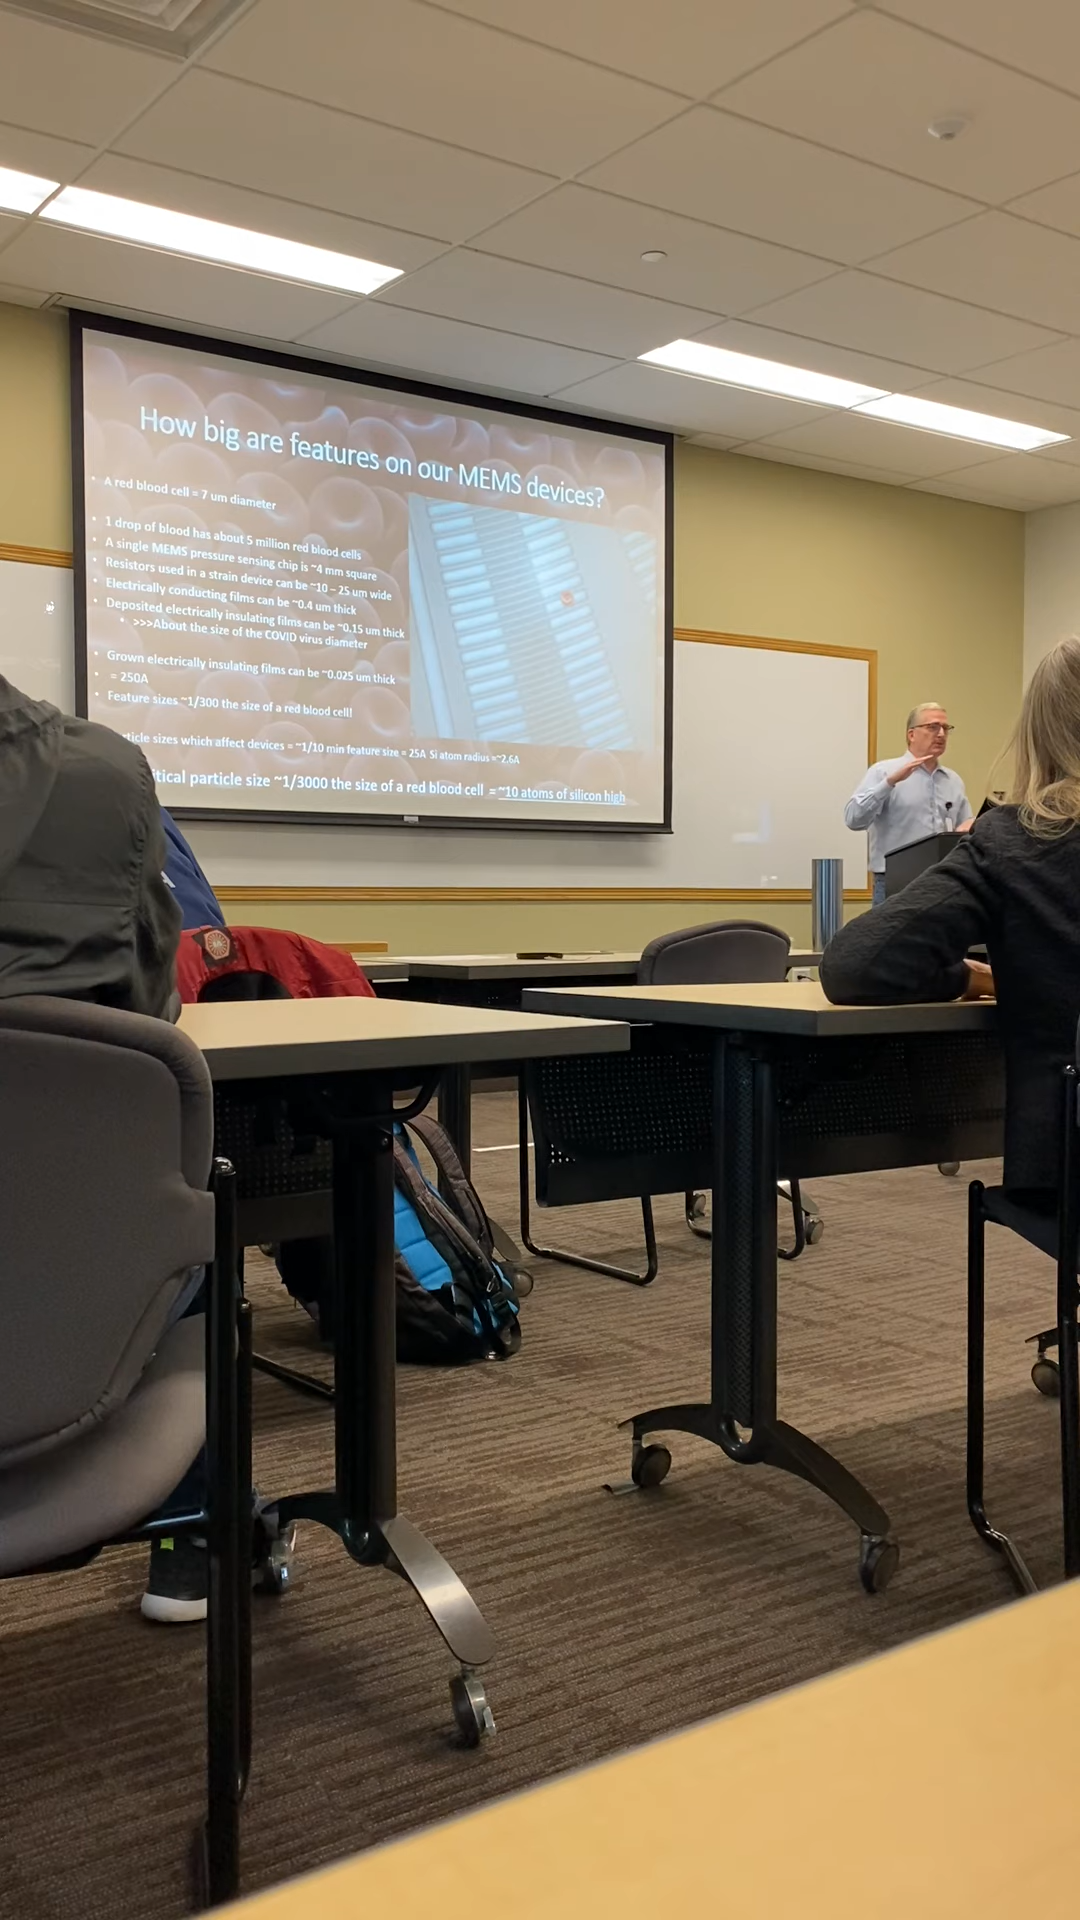 How big are features on our MEMS devices?
• A red blood cell = 7 um diameter
• 1 drop of blood has about 5 million red blood cells
• A single MEMS pressure sensing chip is ~4 mm square
• Resistors used in a strain device can be ~10 – 25 um wide
• Electrically conducting films can be ~0.4 um thick
• Deposited electrically insulating films can be ~0.15 um thick
• >>>About the size of the COVID virus diameter
• Grown electrically insulating films can be ~0.025 um thick
• = 250A
• Feature sizes ~1/300 the size of a red blood cell!
sizes which affect devices = ~1/10 min feature size = 25A Si atom radius =~2.6A
particle size ~1/3000 the size of a red blood cell = ~10 atoms of silicon high